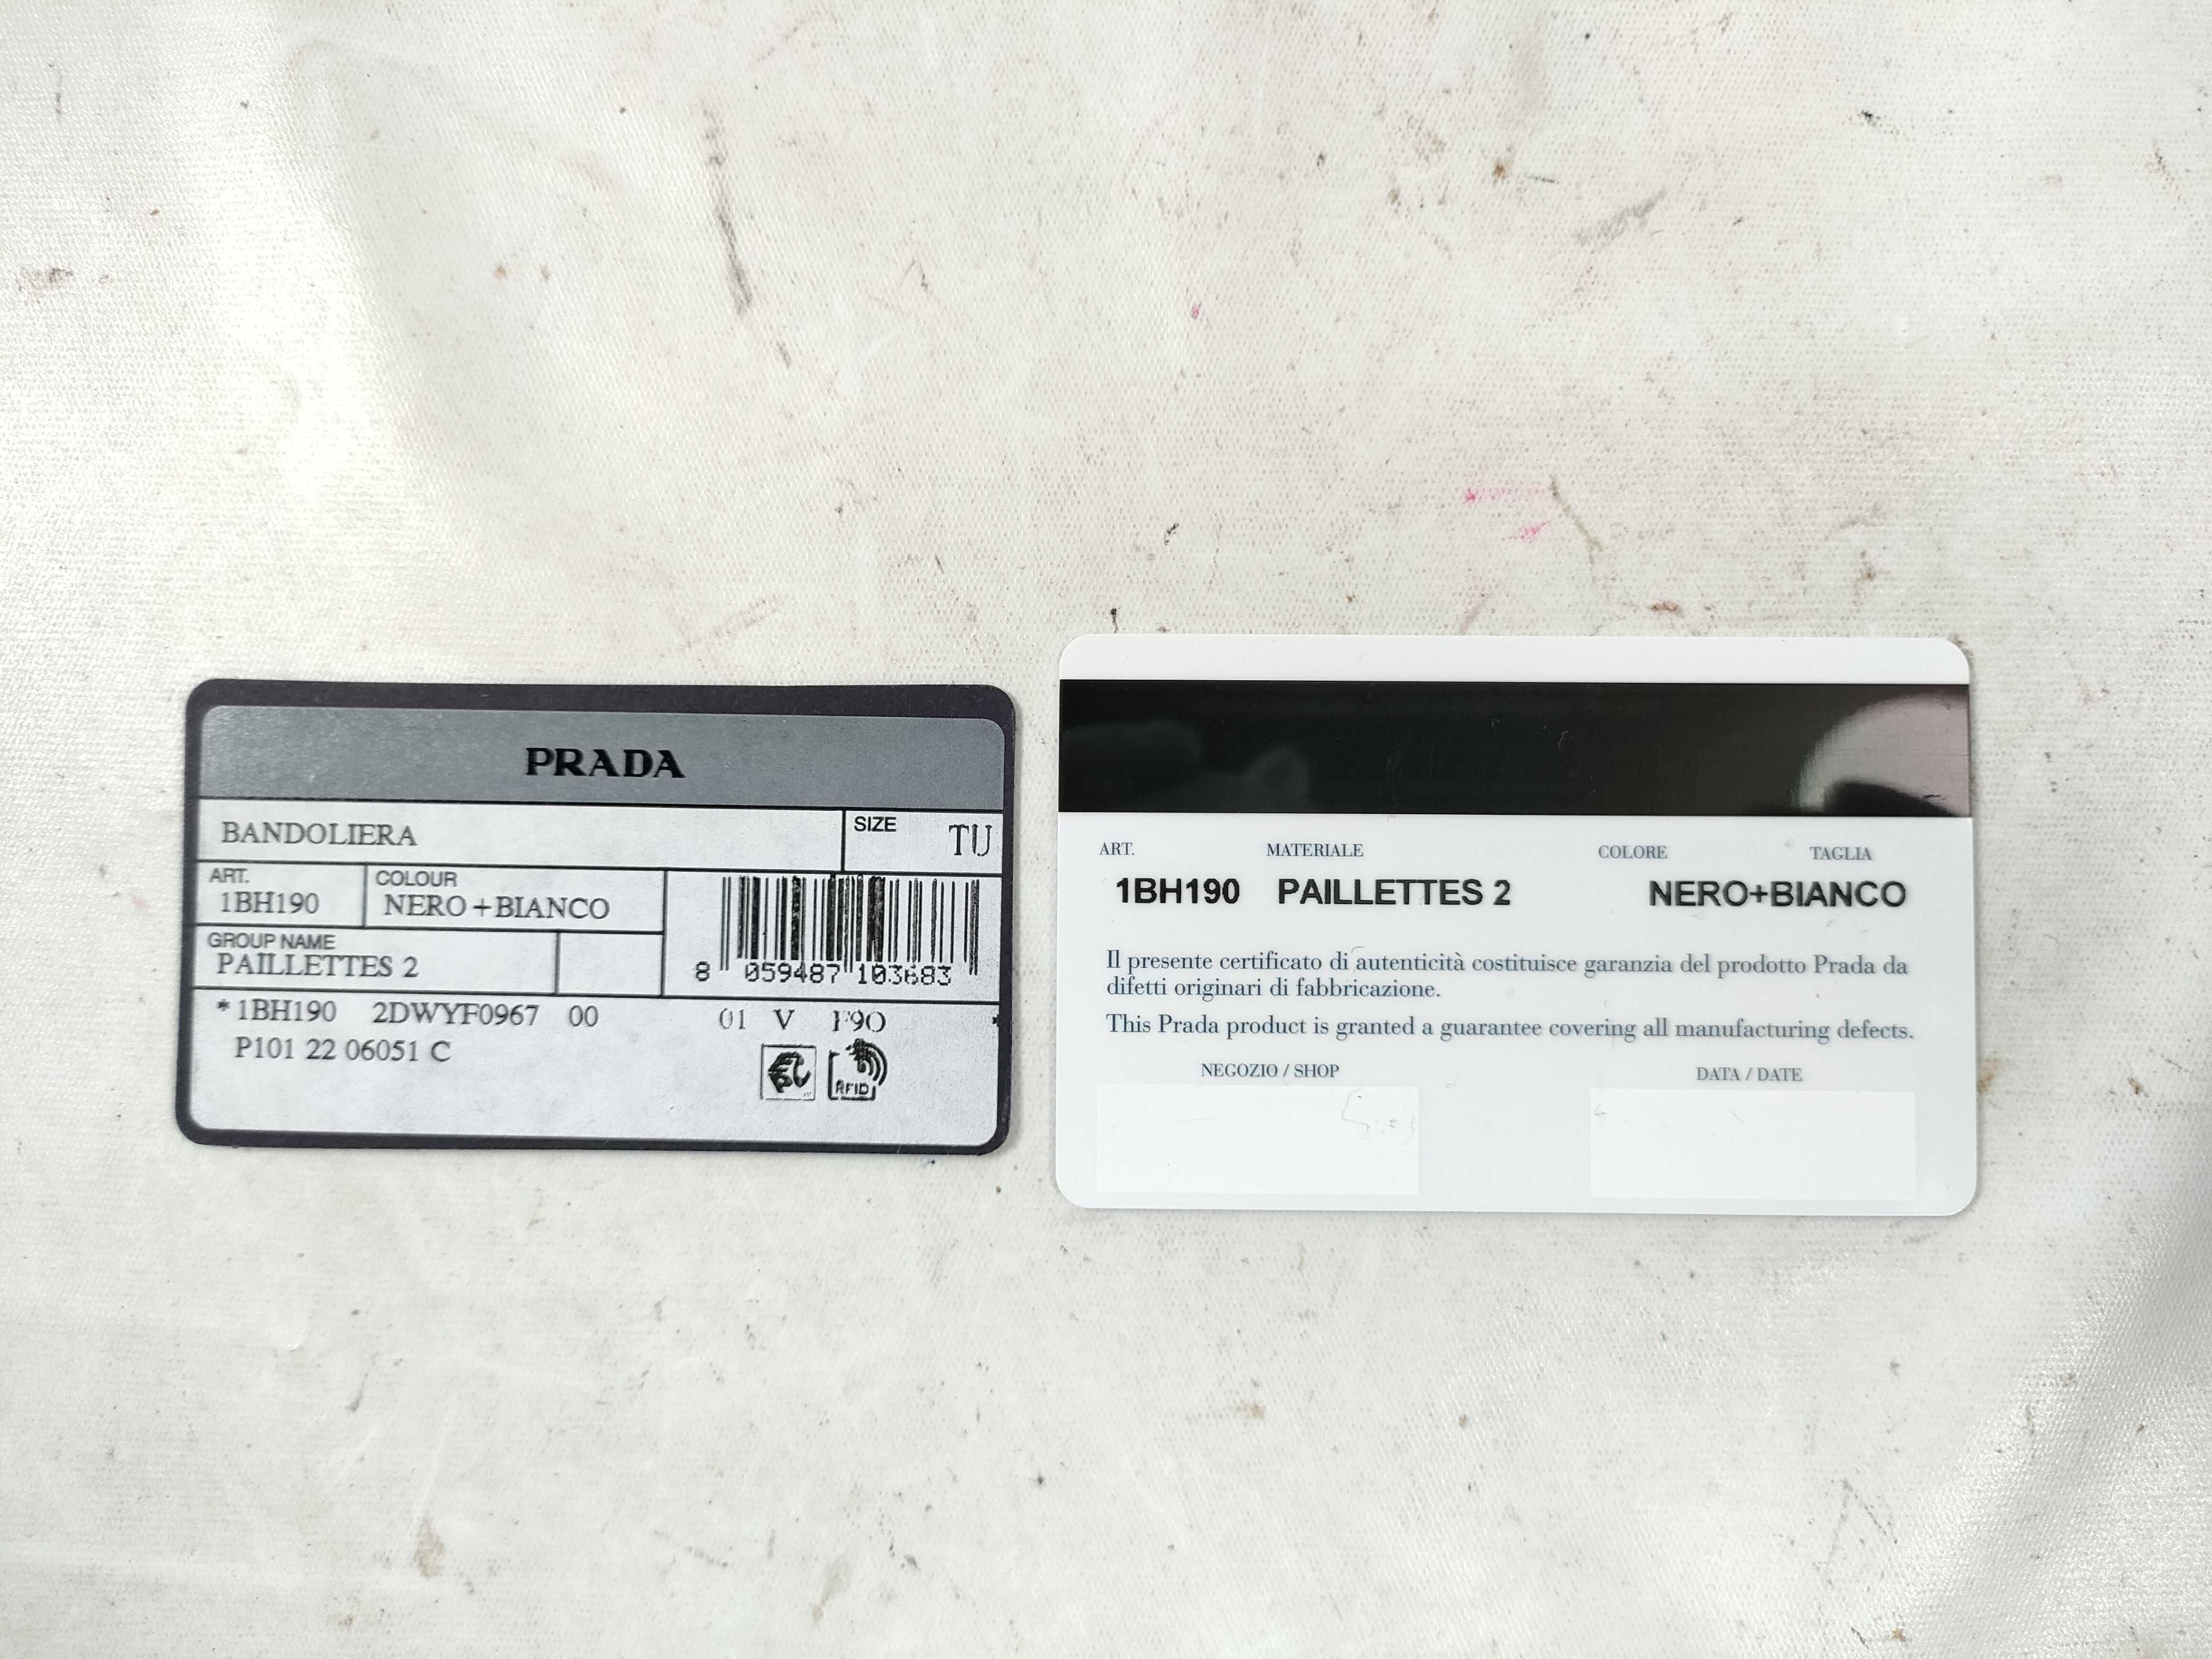 PRADA
BANDOLIERA
SIZE TU
ART. COLOUR
1BH190 NERO+BIANCO
GROUP NAME
PAILLETTES 2
8 059487 103683
*1BH190 2DWYF0967 00 01 V
P101 22 06051 C
RFID
ART. MATERIALE COLORE TAGLIA
1BH190 PAILLETTES 2 NERO+BIANCO
Il presente certificato di autenticità costituisce garanzia del prodotto Prada da
difetti originari di fabbricazione.
This Prada product is granted a guarantee covering all manufacturing defects.
NEGOZIO / SHOP DATA / DATE